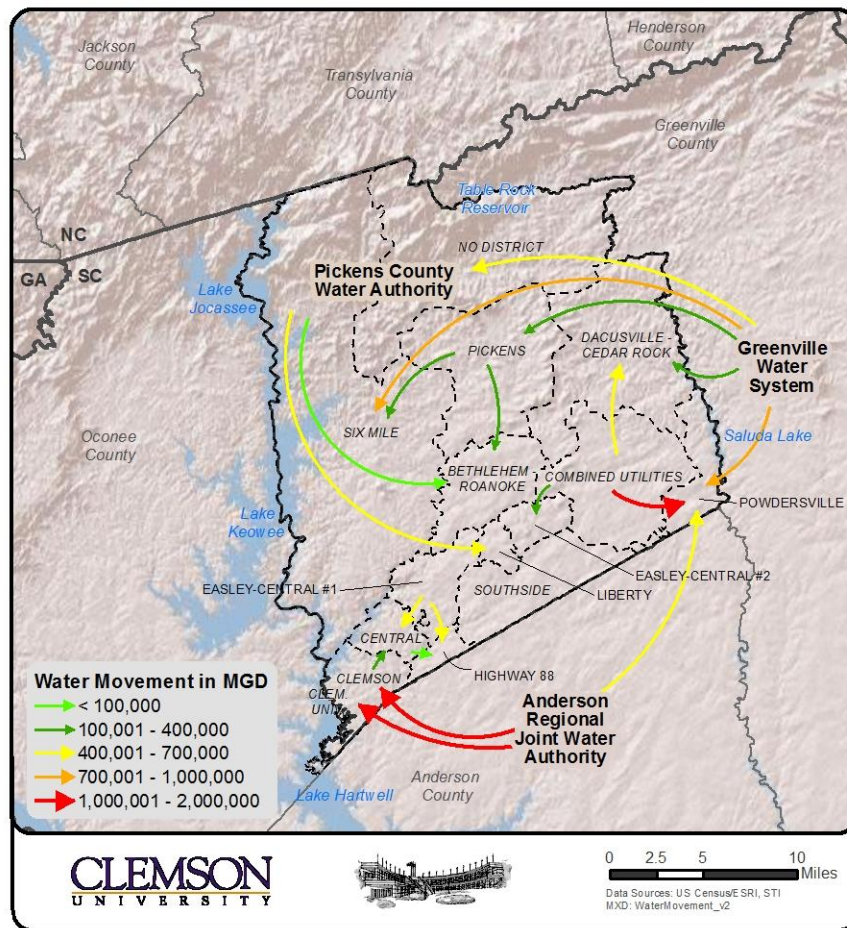 Jackson
County
Transylvania
County
Henderson
County
Greenville
County
Table Rock
Reservoir
NC
GA
SC
NO DISTRICT
Pickens County
Water Authority
Lake
Jocassee
PICKENS
DACUSVILLE -
CEDAR ROCK
Greenville
Water
System
SIX MILE
Oconee
County
Saluda Lake
BETHLEHEM -
ROANOKE
COMBINED UTILITIES
POWDERSVILLE
Lake
Keowee
EASLEY-CENTRAL #2
EASLEY-CENTRAL #1
LIBERTY
SOUTHSIDE
CENTRAL
HIGHWAY 88
CLEMSON
CLEM.
UNIV.
Anderson
Regional
Joint Water
Authority
Anderson
County
Lake Hartwell
Water Movement in MGD
< 100,000
100,001 - 400,000
400,001 - 700,000
700,001 - 1,000,000
1,000,001 - 2,000,000
CLEMSON
UNIVERSITY
0 2.5 5 10
Miles
Data Sources: US Census/ESRI, STI
MXD: WaterMovement_v2